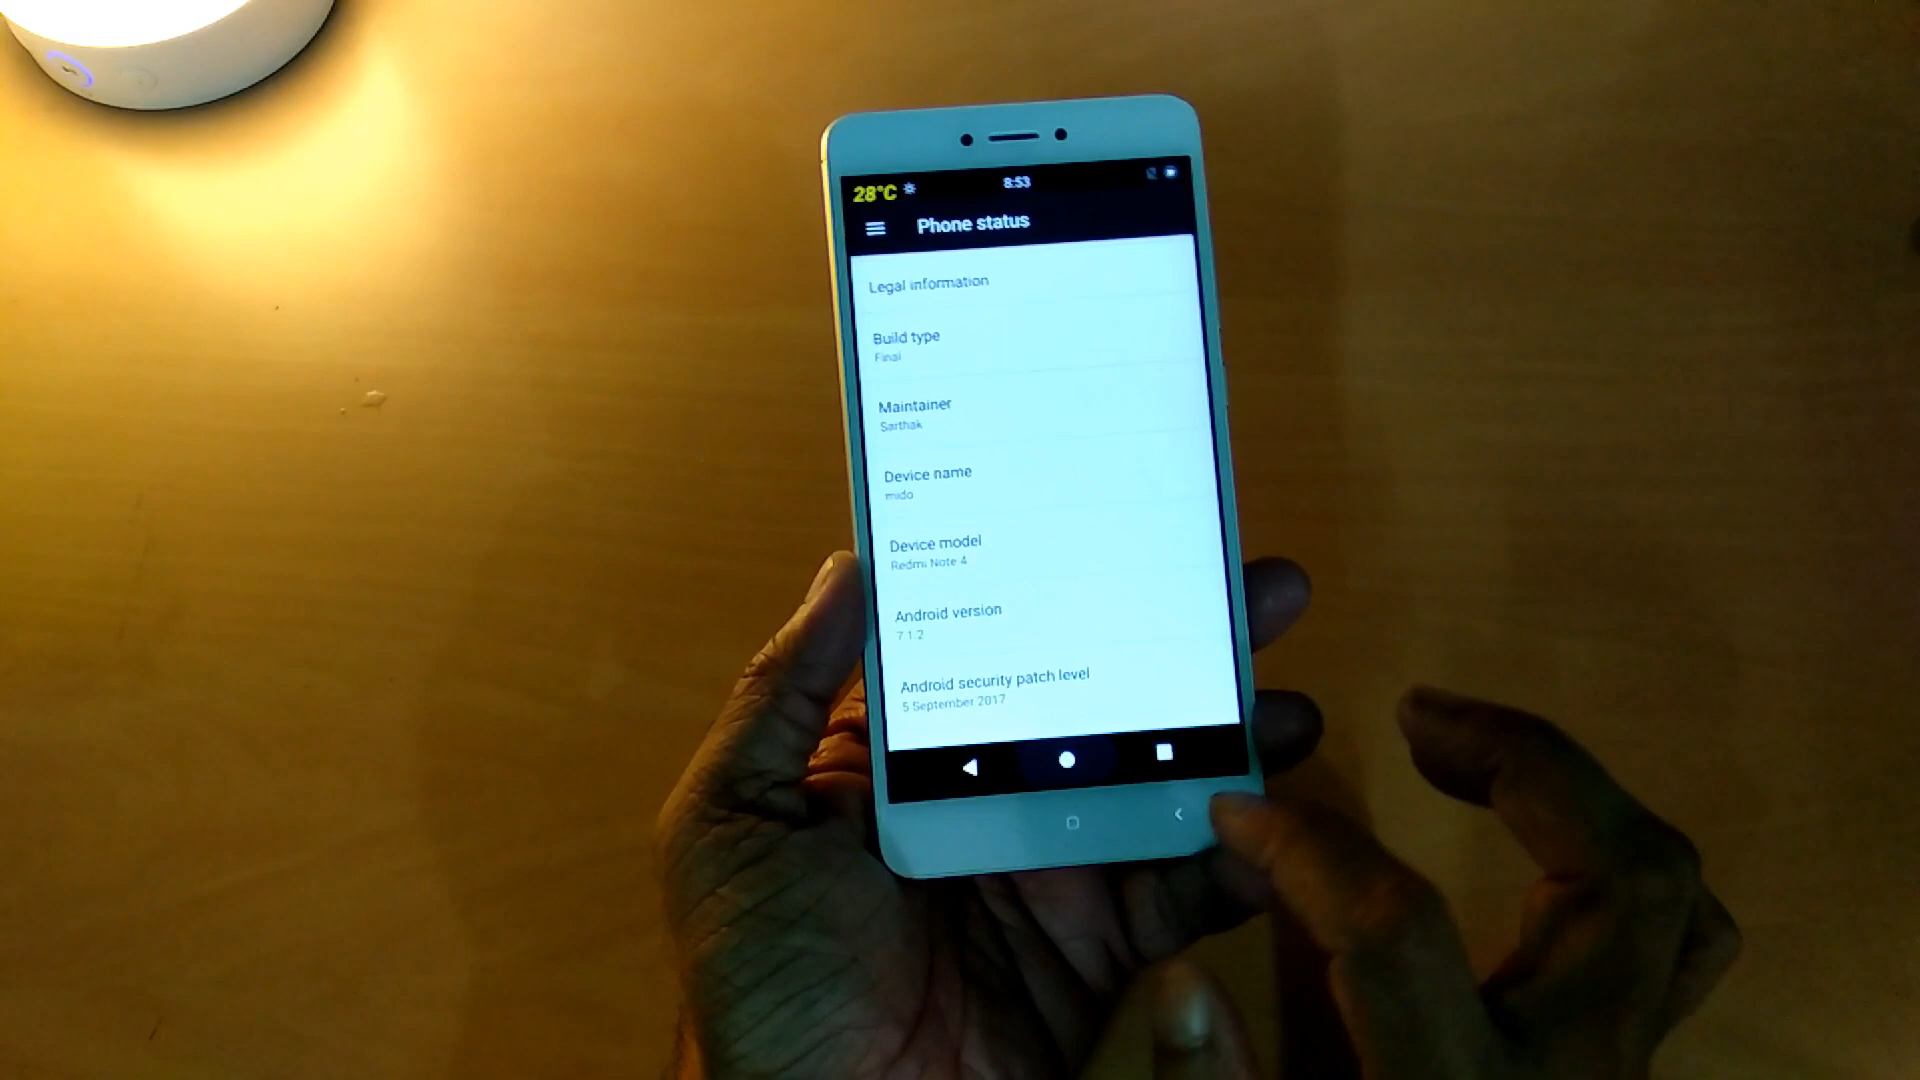 28°C 8:53
Phone status
Legal information
Build type
Final
Maintainer
Sarthak
Device name
mido
Device model
Redmi Note 4
Android version
7.1.2
Android security patch level
5 September 2017